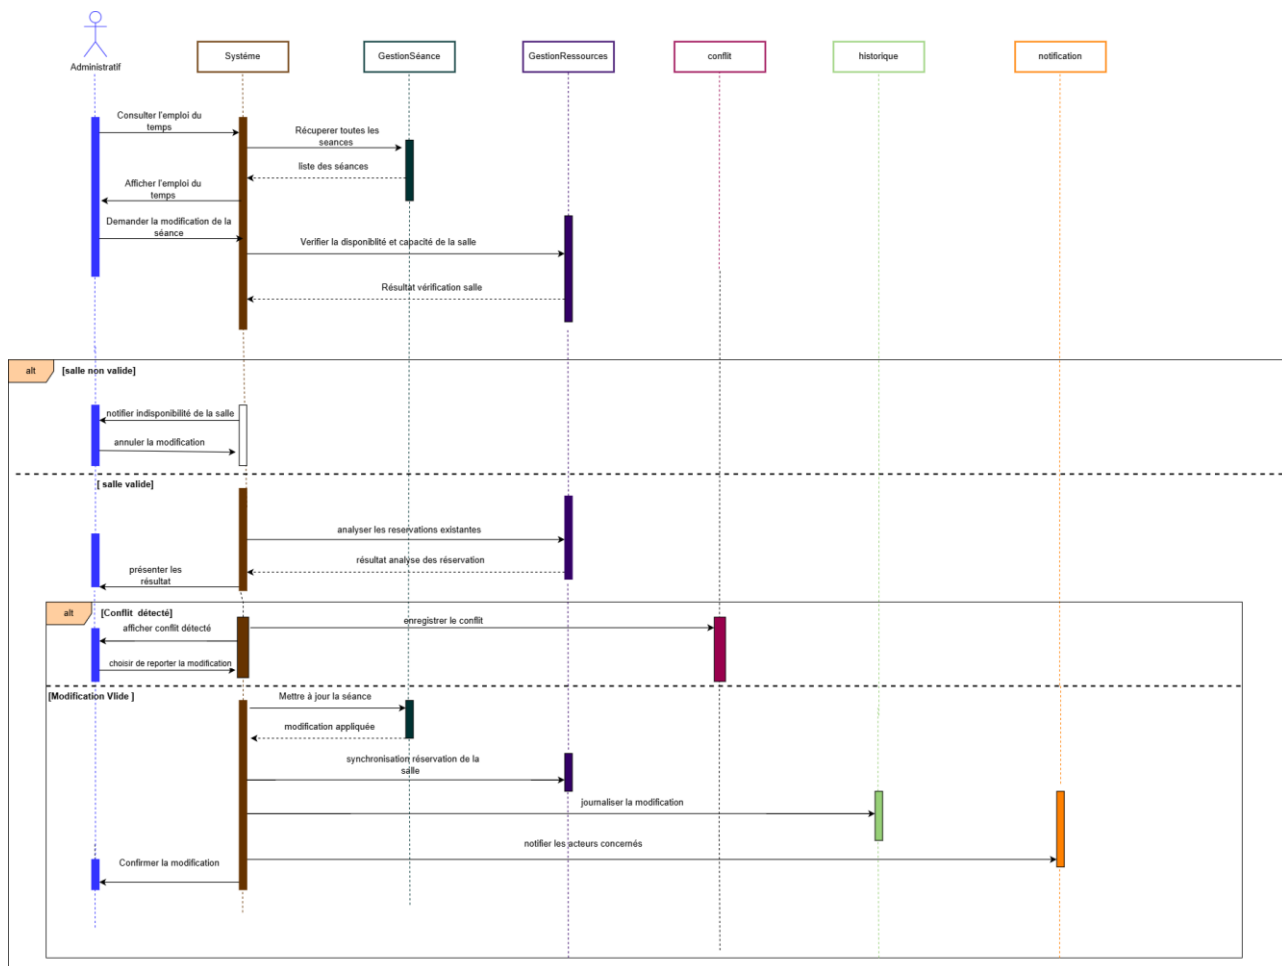 Administratif
Systéme
GestionSéance
GestionRessources
conflit
historique
notification
Consulter l'emploi du
temps
Récuperer toutes les
seances
liste des séances
Afficher l'emploi du
temps
Demander la modification de la
séance
Verifier la disponiblité et capacité de la salle
Résultat vérification salle
alt
[salle non valide]
notifier indisponibilité de la salle
annuler la modification
[ salle valide]
analyser les reservations existantes
résultat analyse des réservation
présenter les
résultat
alt
[Conflit détecté]
enregistrer le conflit
afficher conflit détecté
choisir de reporter la modification
[Modification Vlide ]
Mettre à jour la séance
modification appliquée
synchronisation réservation de la
salle
journaliser la modification
notifier les acteurs concernés
Confirmer la modification